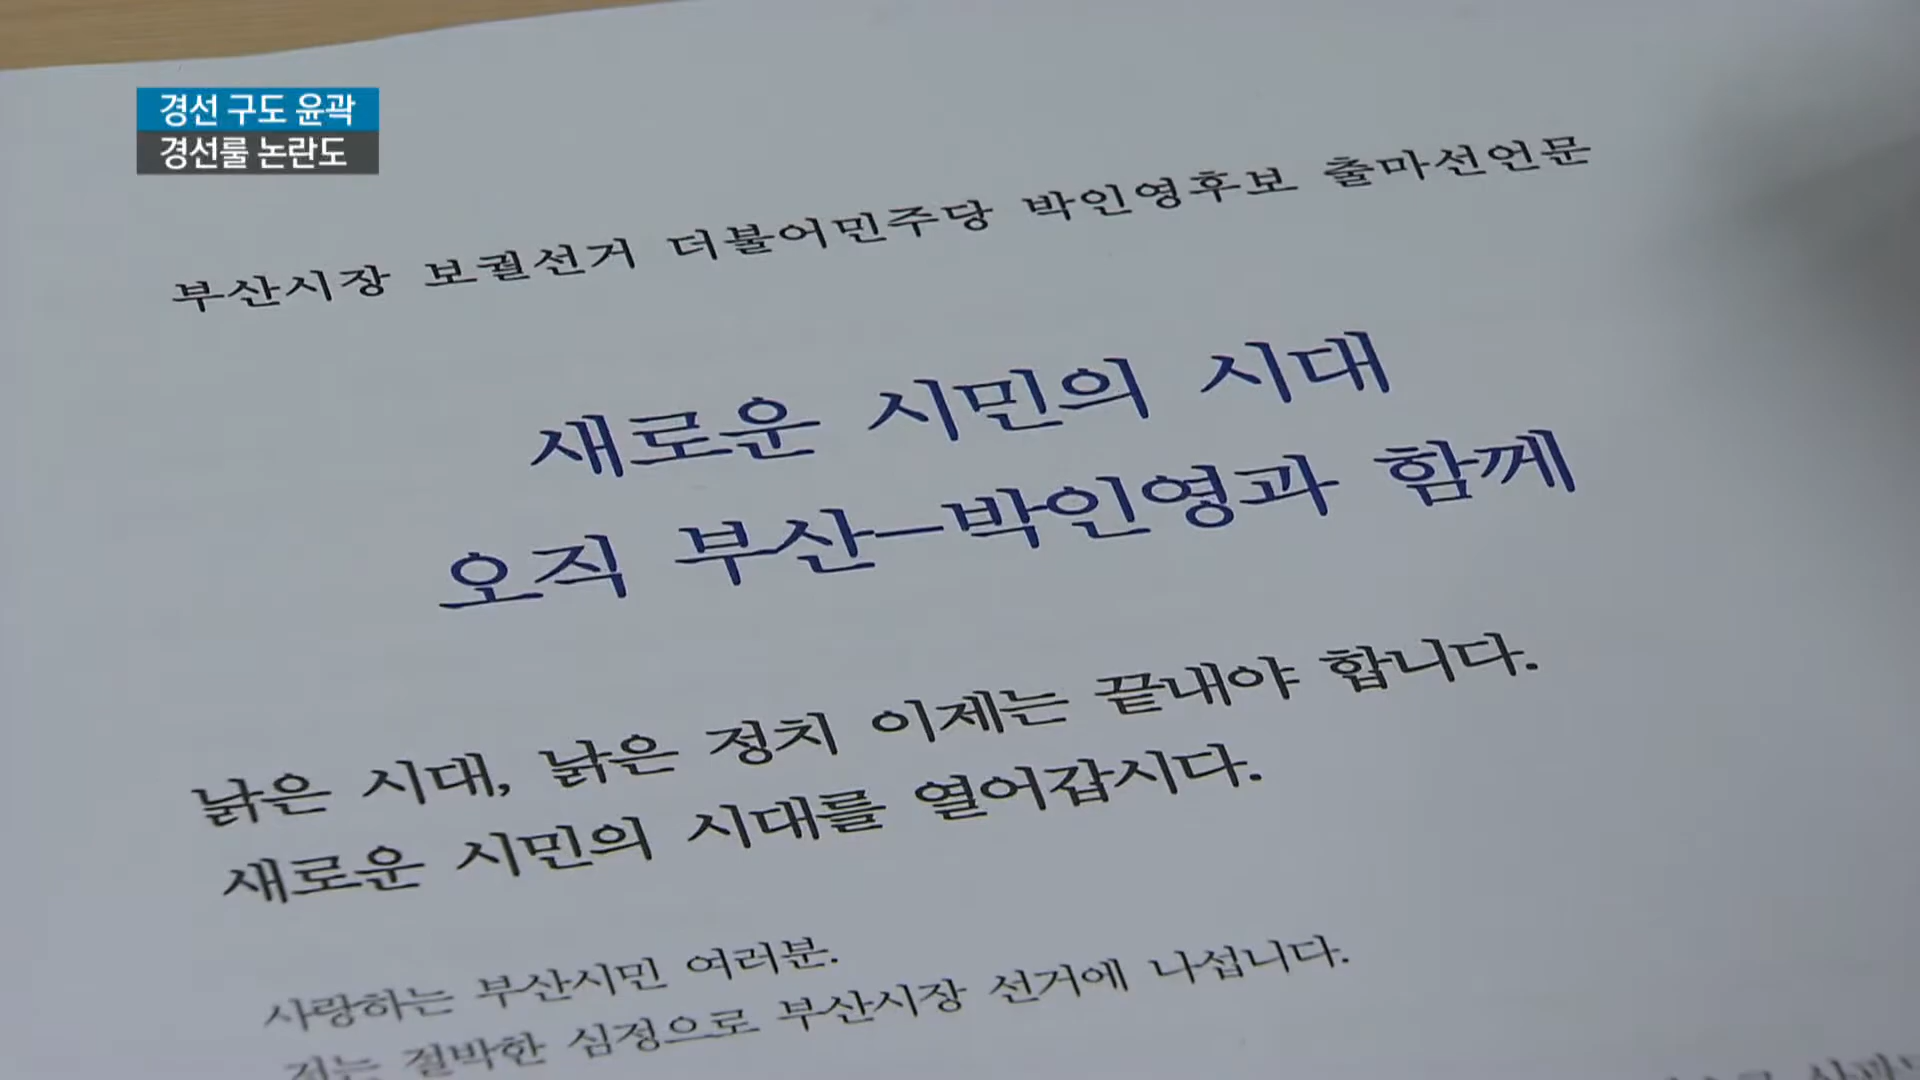 경선 구도 윤곽
경선룰 논란도
부산시장 보궐선거 더불어민주당 박인영후보 출마선언문
새로운 시민의 시대
오직 부산-박인영과 함께
낡은 시대, 낡은 정치 이제는 끝내야 합니다.
새로운 시민의 시대를 열어갑시다.
사랑하는 부산시민 여러분.
저는 절박한 심정으로 부산시장 선거에 나섭니다.